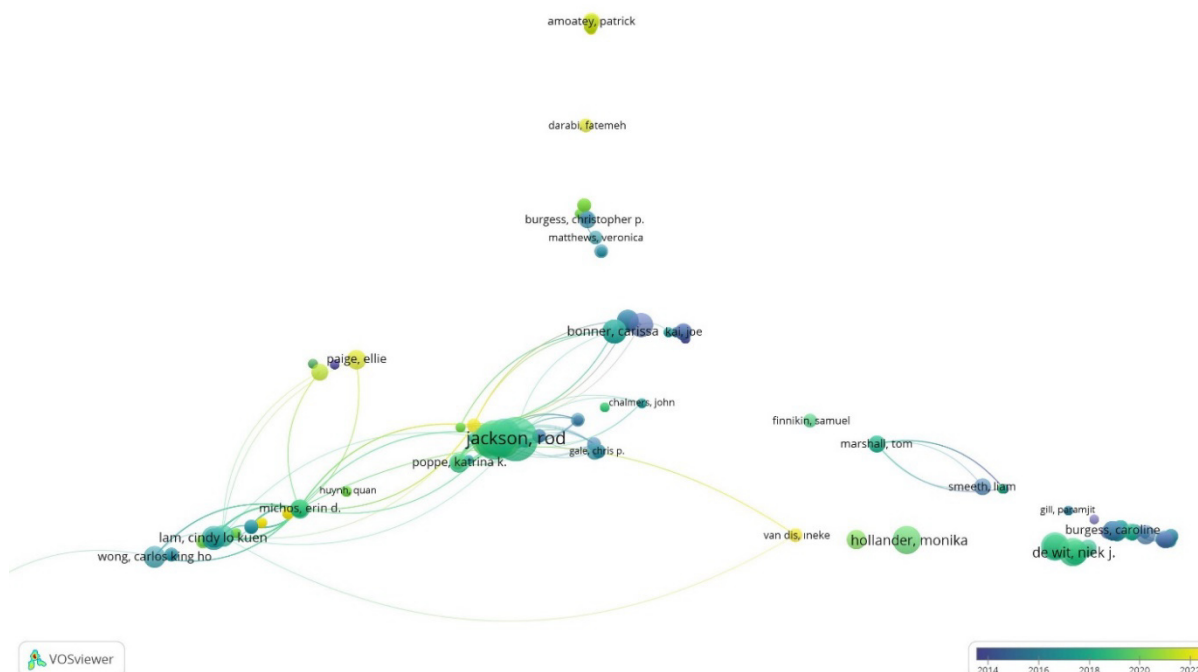 amoatey, patrick
darabi, fatemeh
burgess, christopher p.
matthews, veronica
bonner, carissa
kai, joe
paige, ellie
chalmers, john
finnikin, samuel
jackson, rod
marshall, tom
gale, chris p.
poppe, katrina k.
huynh, quan
smeeth, liam
michos, erin d.
gill, paramjit
lam, cindy lo kuen
van dis, ineke
hollander, monika
burgess, caroline
wong, carlos king ho
de wit, niek j.
VOSviewer
2014 2016 2018 2020 2022